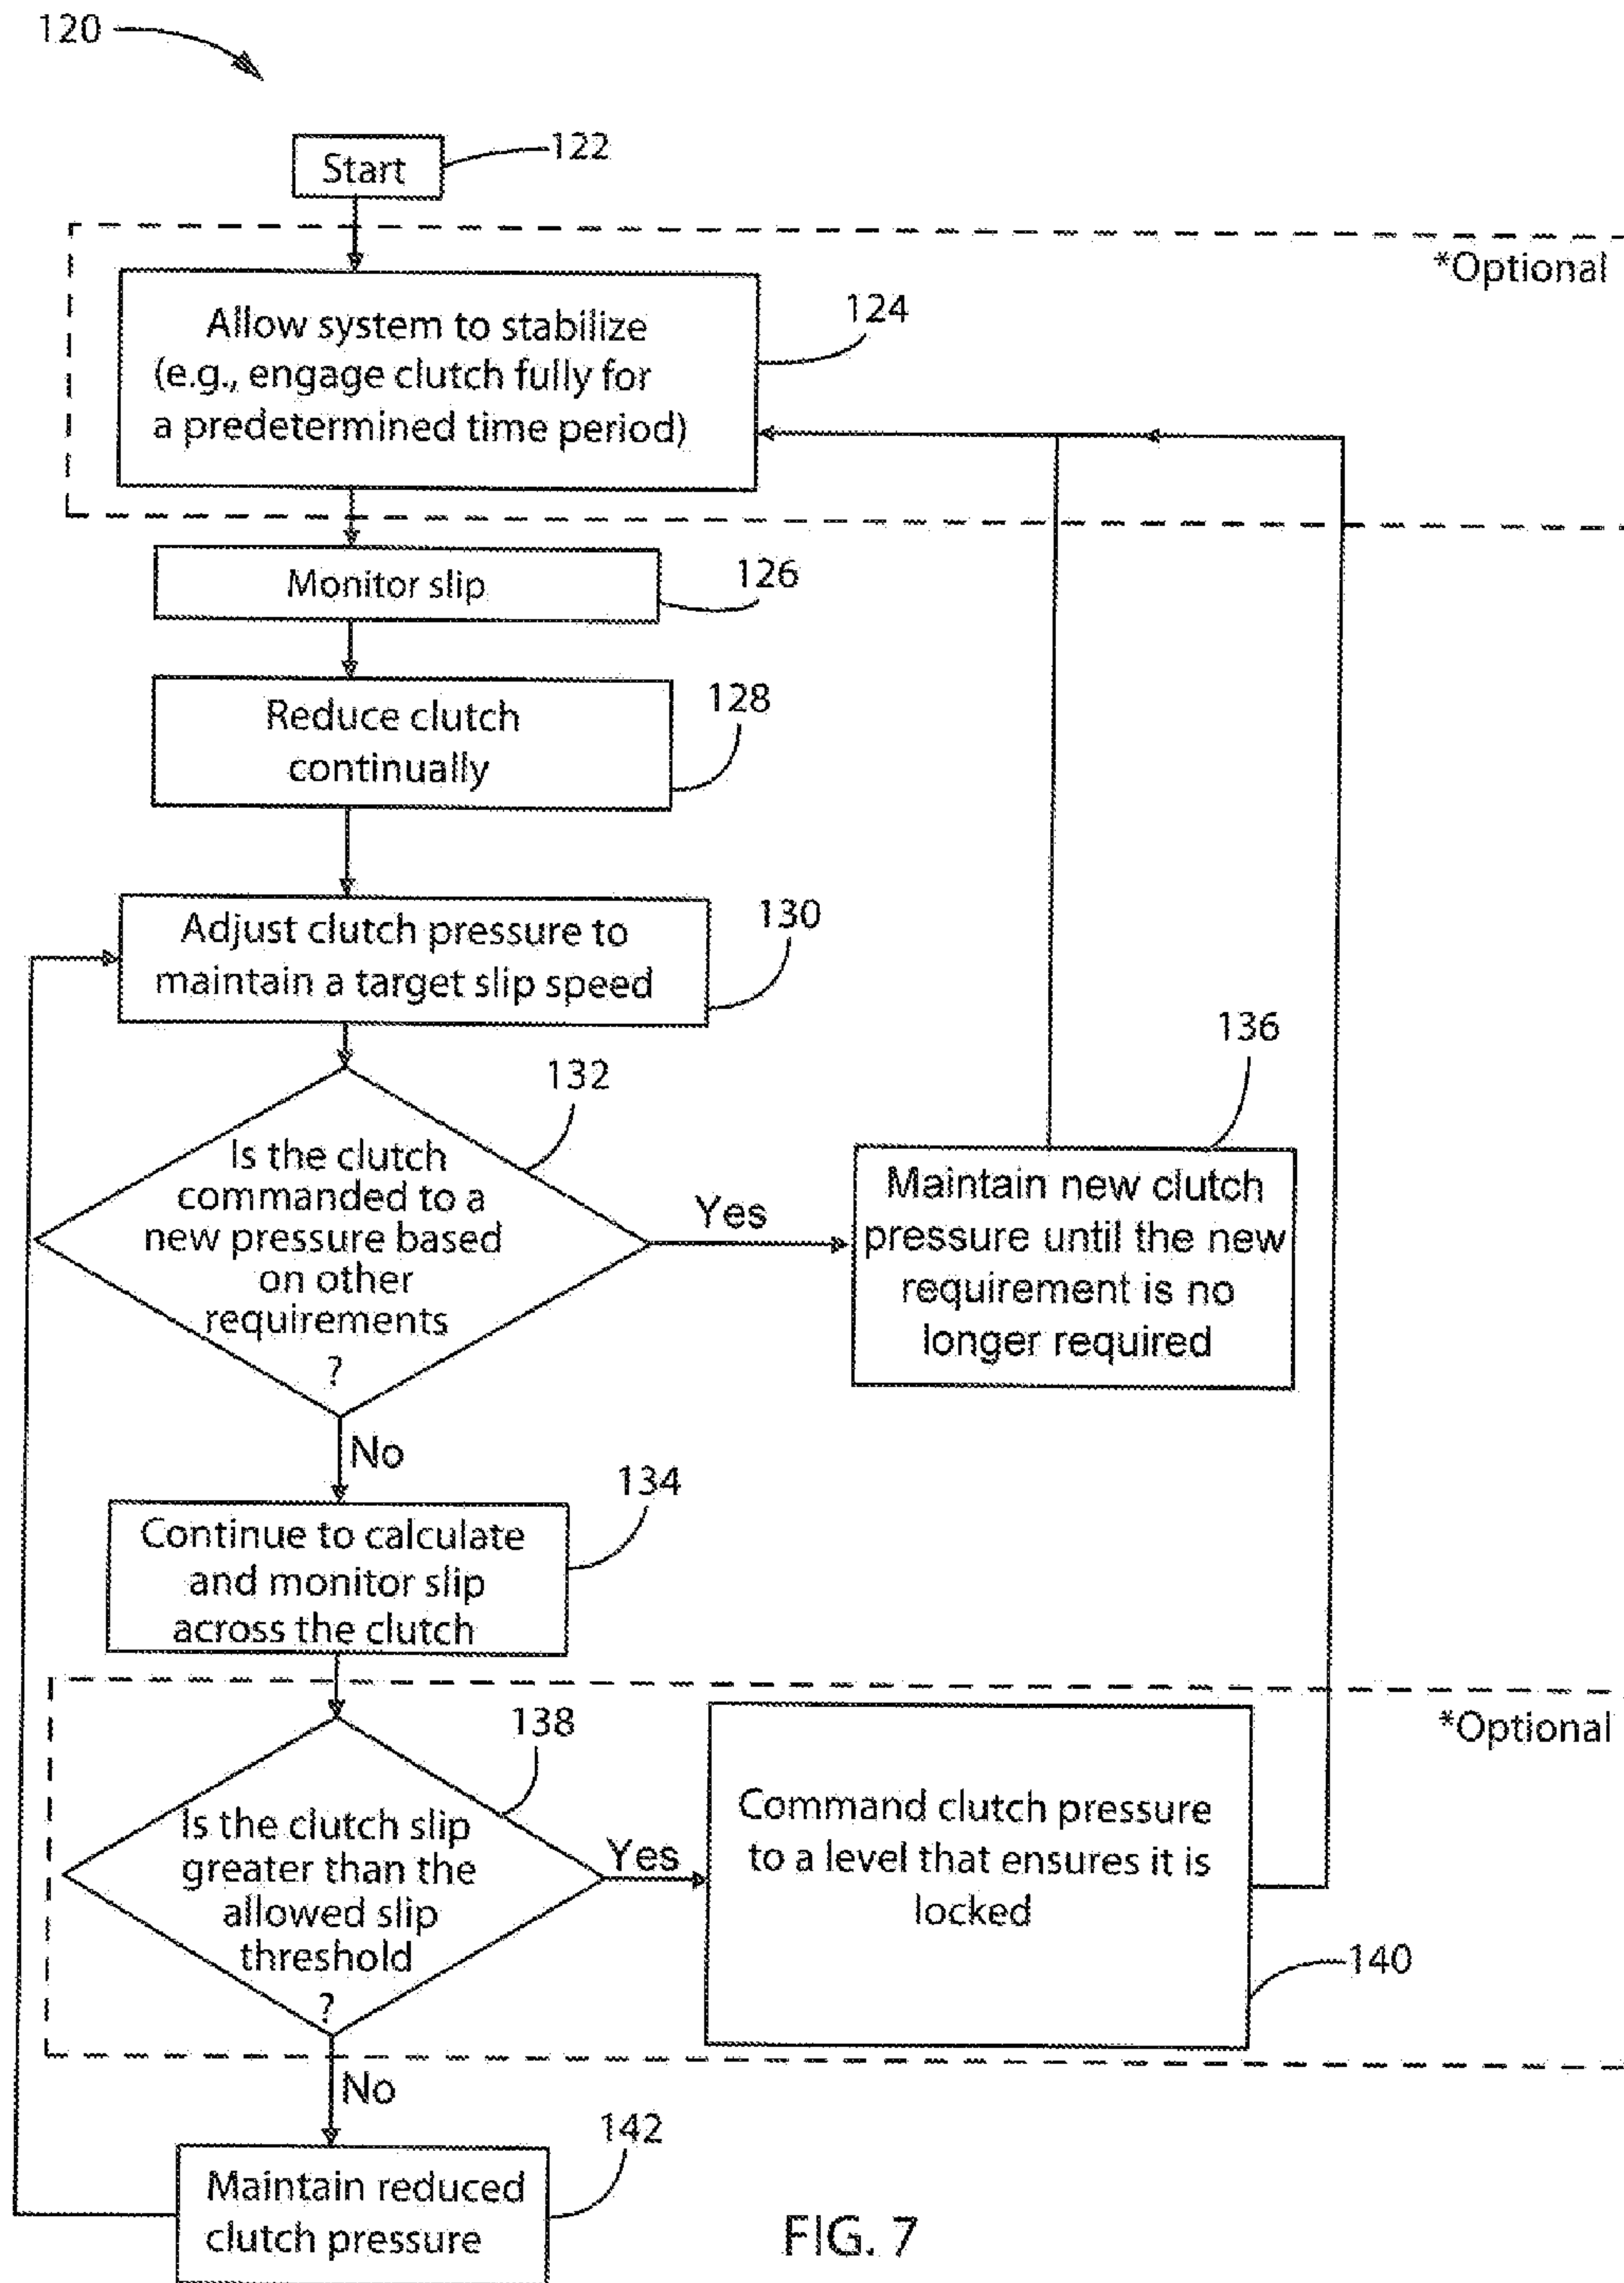 120
Start
122
*Optional
Allow system to stabilize
(e.g., engage clutch fully for
a predetermined time period)
124
Monitor slip
126
Reduce clutch
continually
128
Adjust clutch pressure to
maintain a target slip speed
130
132
136
Is the clutch
commanded to a
new pressure based
on other
requirements
?
Yes
Maintain new clutch
pressure until the new
requirement is no
longer required
No
134
Continue to calculate
and monitor slip
across the clutch
*Optional
138
Is the clutch slip
greater than the
allowed slip
threshold
?
Yes
Command clutch pressure
to a level that ensures it is
locked
140
No
142
Maintain reduced
clutch pressure
FIG. 7